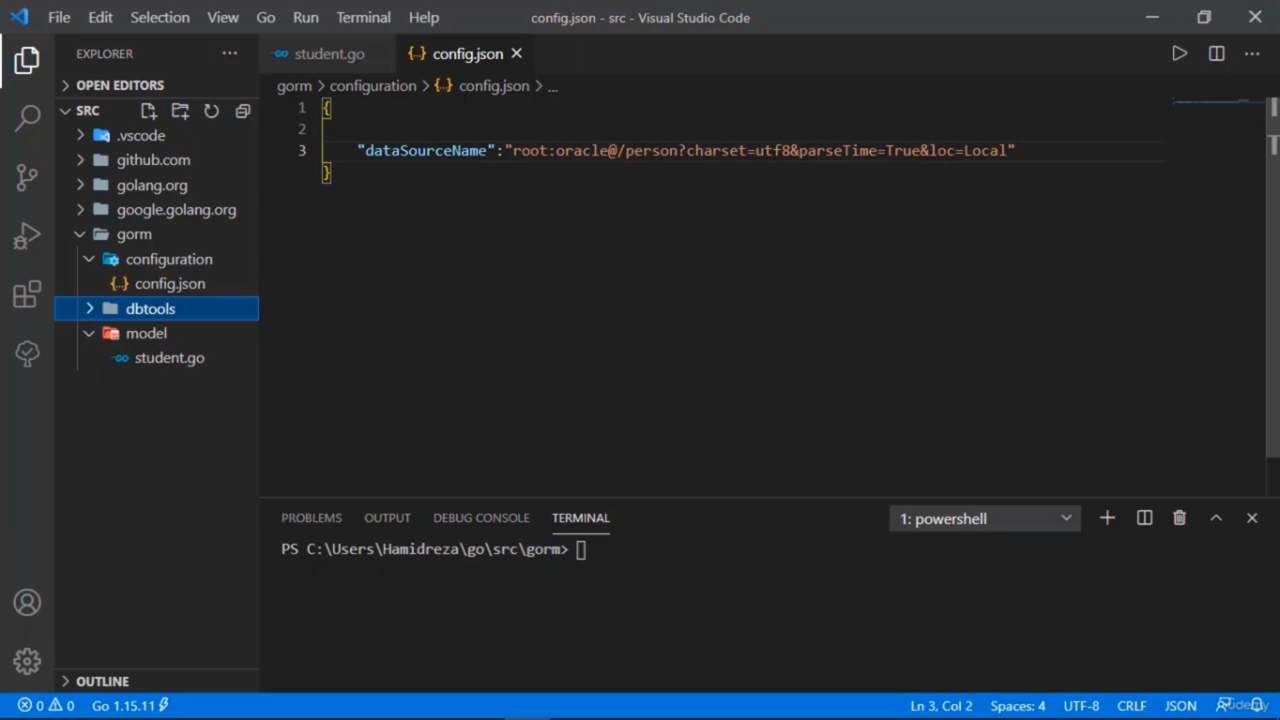 File Edit Selection View Go Run Terminal Help
config.json - src - Visual Studio Code
EXPLORER
OPEN EDITORS
SRC
.vscode
github.com
golang.org
google.golang.org
gorm
configuration
config.json
dbtools
model
student.go
OUTLINE
student.go
config.json
gorm > configuration > {..} config.json > ...
1 {
2
3 "dataSourceName":"root:oracle@/person?charset=utf8&parseTime=True&loc=Local"
}
PROBLEMS OUTPUT DEBUG CONSOLE TERMINAL
1: powershell
PS C:\Users\Hamidreza\go\src\gorm>
0 0 Go 1.15.11
Ln 3, Col 2 Spaces: 4 UTF-8 CRLF JSON